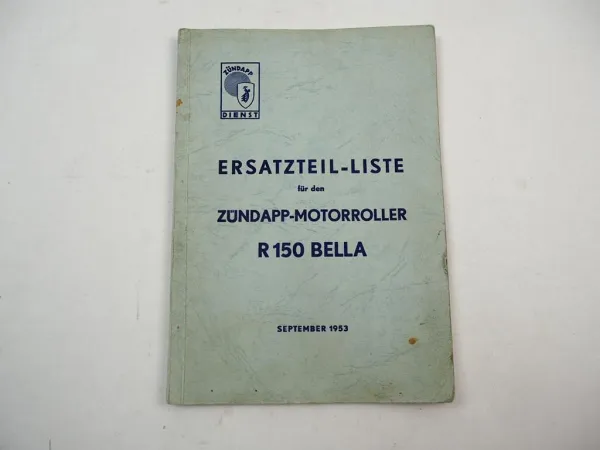 ZÜNDAPP
DIENST
ERSATZTEIL-LISTE
für den
ZÜNDAPP-MOTORROLLER
R 150 BELLA
SEPTEMBER 1953